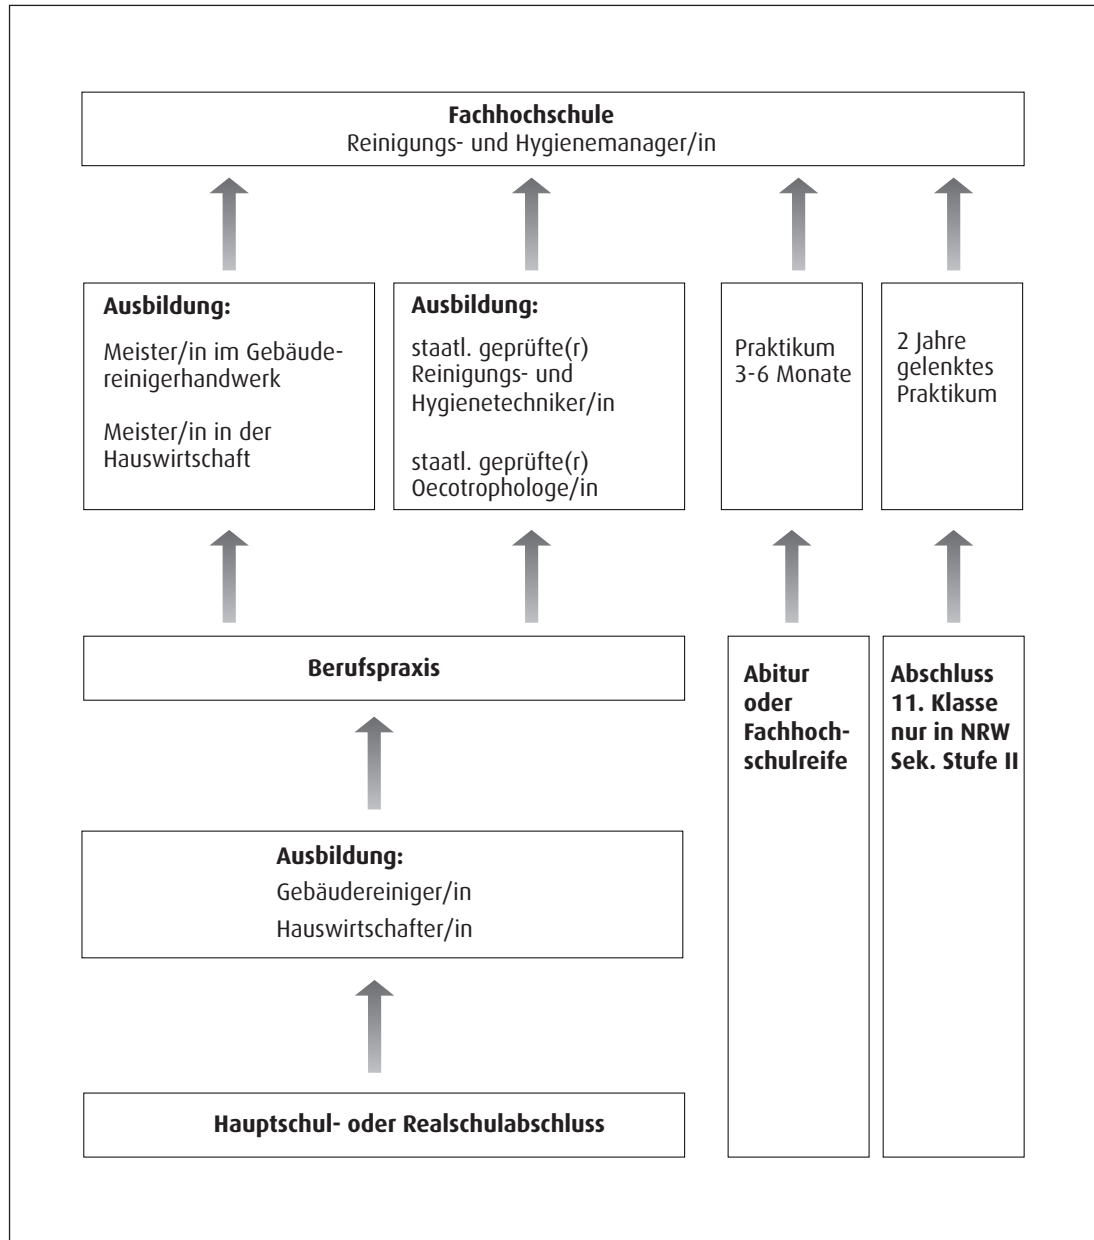 Fachhochschule
Reinigungs- und Hygienemanager/in
Ausbildung:
Meister/in im Gebäude-
reinigerhandwerk
Meister/in in der
Hauswirtschaft
Ausbildung:
staatl. geprüfte(r)
Reinigungs- und
Hygienetechniker/in
staatl. geprüfte(r)
Oecotrophologe/in
Praktikum
3-6 Monate
2 Jahre
gelenktes
Praktikum
Berufspraxis
Abitur
oder
Fachhoch-
schulreife
Abschluss
11. Klasse
nur in NRW
Sek. Stufe II
Ausbildung:
Gebäudereiniger/in
Hauswirtschafter/in
Hauptschul- oder Realschulabschluss